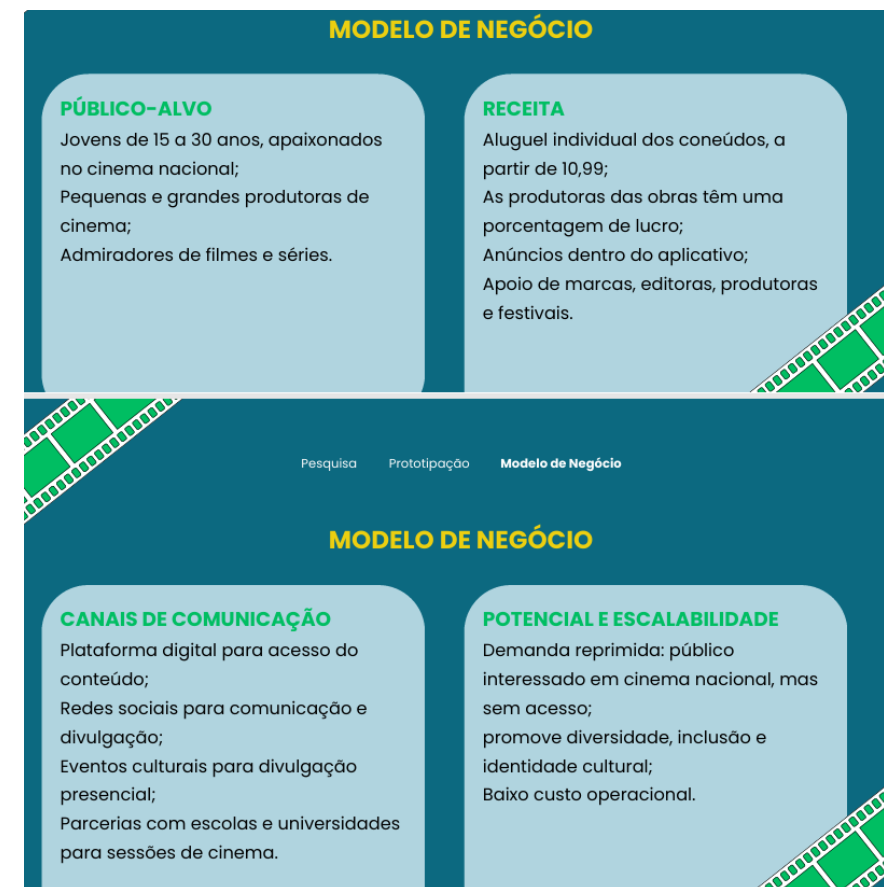 MODELO DE NEGÓCIO
PÚBLICO-ALVO
Jovens de 15 a 30 anos, apaixonados
no cinema nacional;
Pequenas e grandes produtoras de
cinema;
Admiradores de filmes e séries.
RECEITA
Aluguel individual dos coneúdos, a
partir de 10,99;
As produtoras das obras têm uma
porcentagem de lucro;
Anúncios dentro do aplicativo;
Apoio de marcas, editoras, produtoras
e festivais.
Pesquisa Prototipação Modelo de Negócio
MODELO DE NEGÓCIO
CANAIS DE COMUNICAÇÃO
Plataforma digital para acesso do
conteúdo;
Redes sociais para comunicação e
divulgação;
Eventos culturais para divulgação
presencial;
Parcerias com escolas e universidades
para sessões de cinema.
POTENCIAL E ESCALABILIDADE
Demanda reprimida: público
interessado em cinema nacional, mas
sem acesso;
promove diversidade, inclusão e
identidade cultural;
Baixo custo operacional.